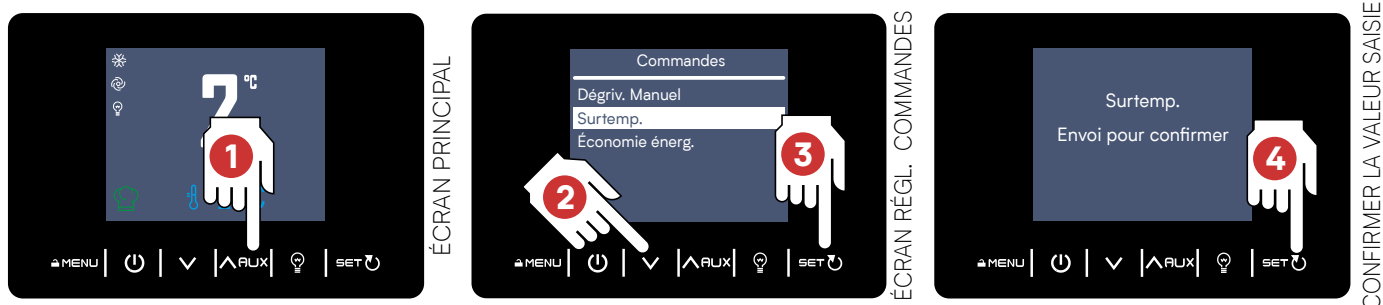 7 °C
1
MENU
AUX
SET
ÉCRAN PRINCIPAL
Commandes
Dégriv. Manuel
Surtemp.
Économie énerg.
2
3
MENU
AUX
SET
ÉCRAN RÉGL. COMMANDES
Surtemp.
Envoi pour confirmer
4
MENU
AUX
SET
CONFIRMER LA VALEUR SAISIE